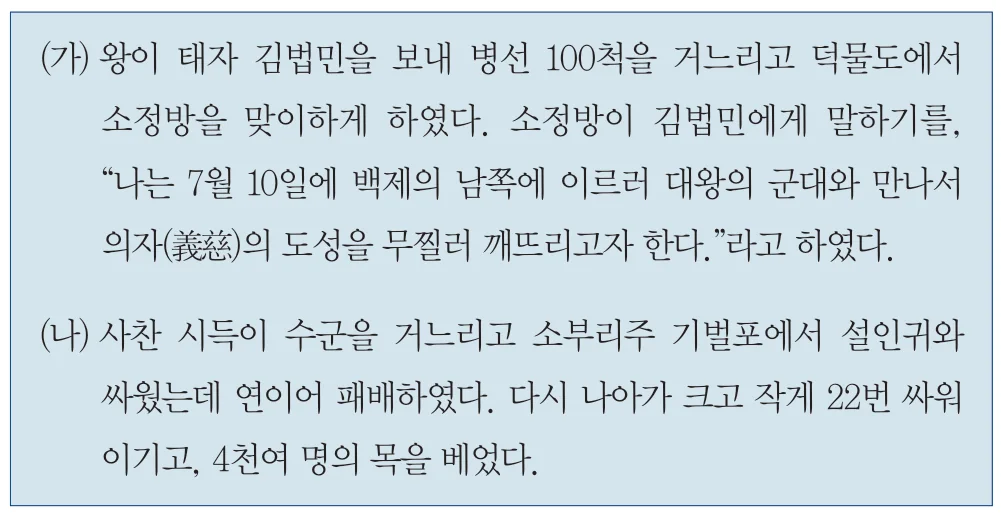 (가) 왕이 태자 김법민을 보내 병선 100척을 거느리고 덕물도에서
소정방을 맞이하게 하였다. 소정방이 김법민에게 말하기를,
“나는 7월 10일에 백제의 남쪽에 이르러 대왕의 군대와 만나서
의자(義慈)의 도성을 무찔러 깨뜨리고자 한다.”라고 하였다.
(나) 사찬 시득이 수군을 거느리고 소부리주 기벌포에서 설인귀와
싸웠는데 연이어 패배하였다. 다시 나아가 크고 작게 22번 싸워
이기고, 4천여 명의 목을 베었다.